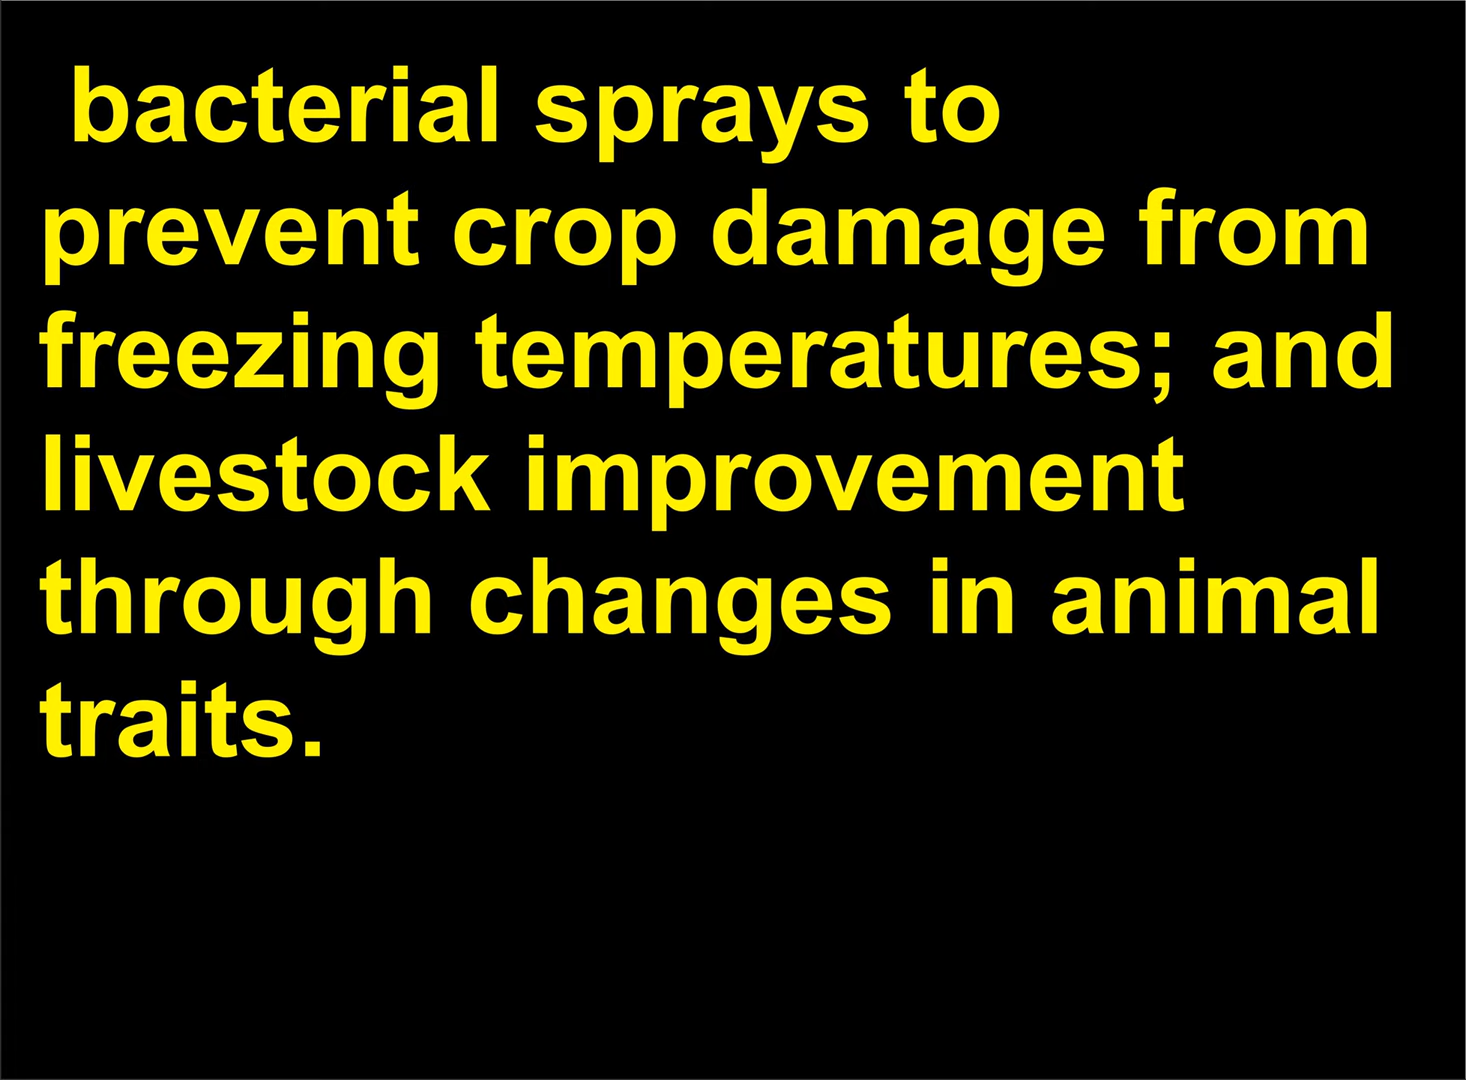 bacterial sprays to
prevent crop damage from
freezing temperatures; and
livestock improvement
through changes in animal
traits.